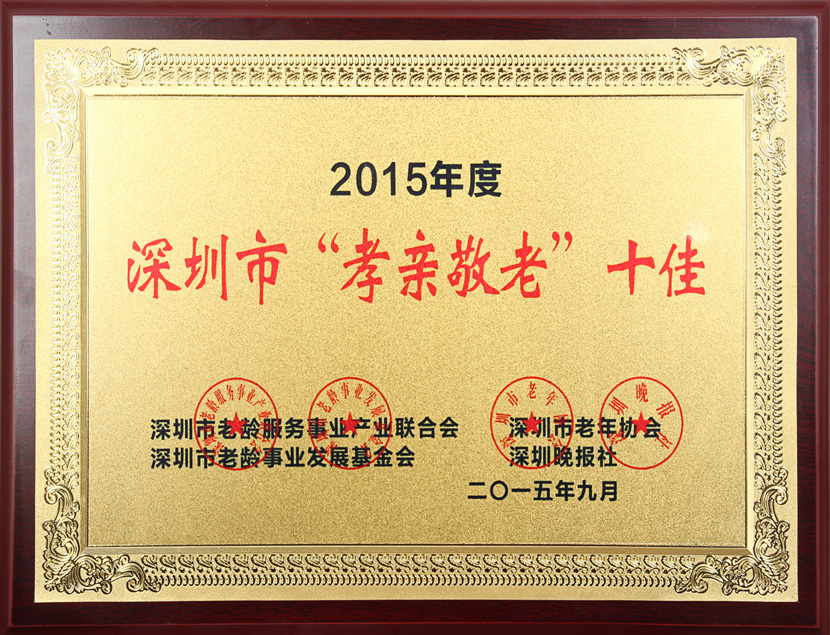 2015年度
深圳市“孝亲敬老”十佳
深圳市老龄服务事业产业联合会
深圳市老年协会
深圳市老龄事业发展基金会
深圳晚报社
二〇一五年九月